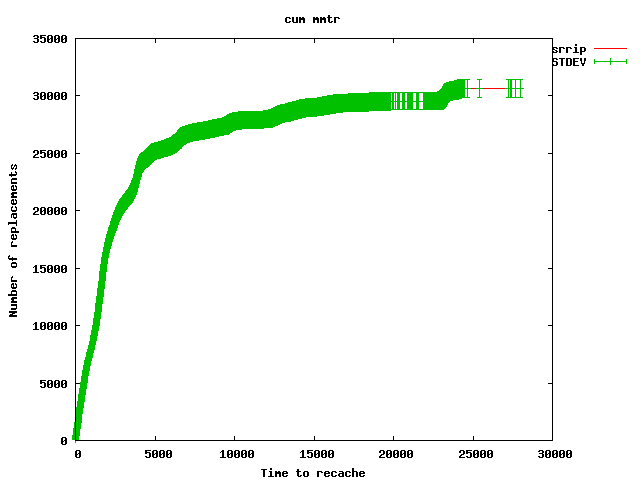 cum mmtr
35000
30000
25000
20000
15000
10000
5000
0
Number of replacements
srrip
STDEV
0 5000 10000 15000 20000 25000 30000
Time to recache